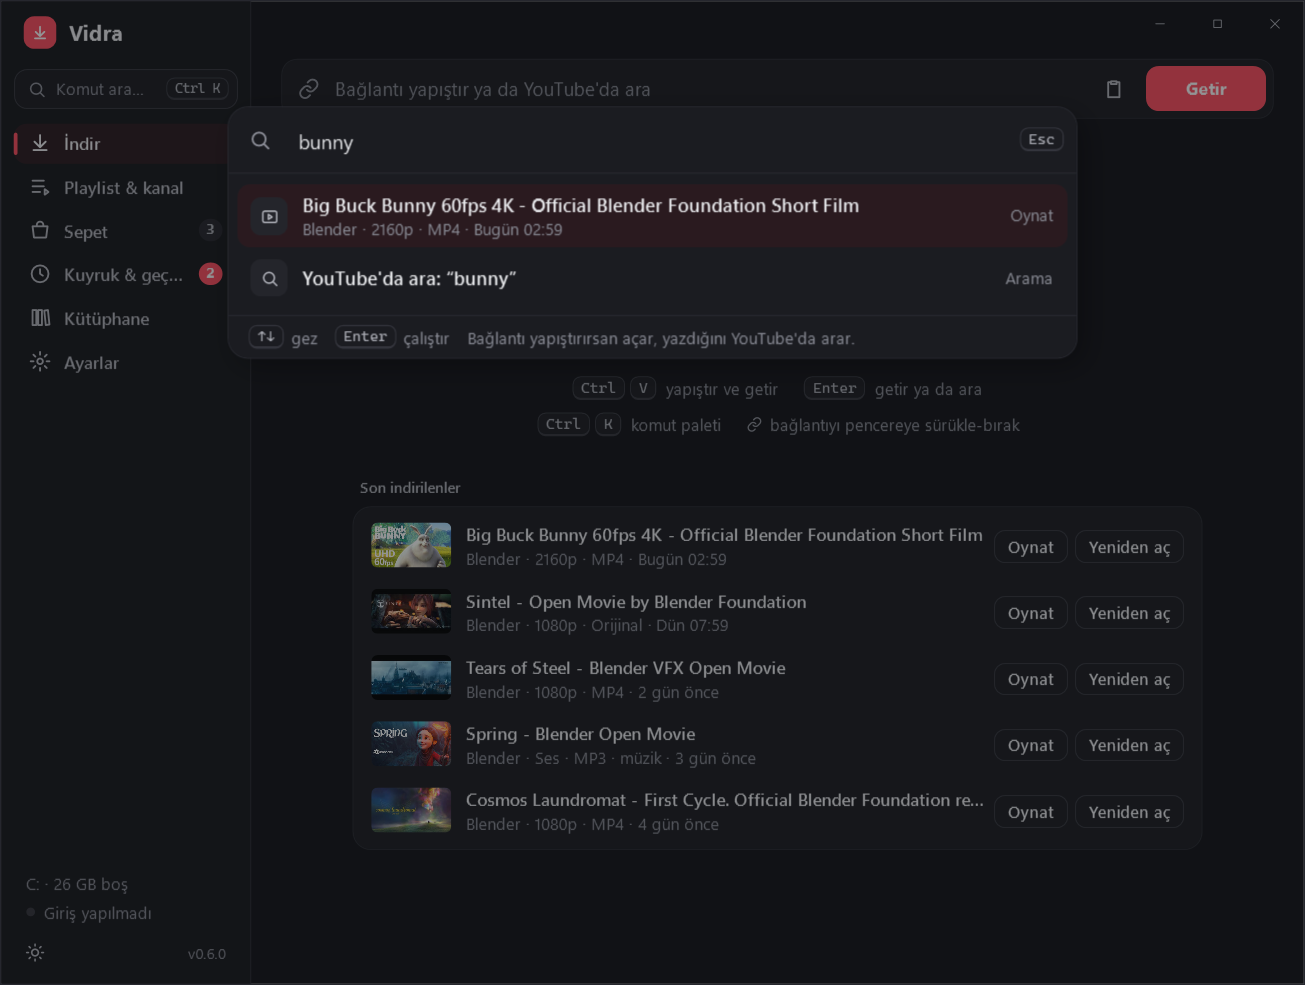 Vidra
Komut ara... Ctrl K
İndir
Playlist & kanal
Sepet 3
Kuyruk & geç... 2
Kütüphane
Ayarlar
C: · 26 GB boş
Giriş yapılmadı
v0.6.0
Bağlantı yapıştır ya da YouTube'da ara
Getir
bunny Esc
Big Buck Bunny 60fps 4K - Official Blender Foundation Short Film
Blender · 2160p · MP4 · Bugün 02:59
Oynat
YouTube'da ara: “bunny” Arama
↑↓ gez Enter çalıştır Bağlantı yapıştırırsan açar, yazdığını YouTube'da arar.
Ctrl V yapıştır ve getir Enter getir ya da ara
Ctrl K komut paleti bağlantıyı pencereye sürükle-bırak
Son indirilenler
Big Buck BUNNY
UHD
60fps
Big Buck Bunny 60fps 4K - Official Blender Foundation Short Film
Blender · 2160p · MP4 · Bugün 02:59
Oynat Yeniden aç
Sintel - Open Movie by Blender Foundation
Blender · 1080p · Orijinal · Dün 07:59
Oynat Yeniden aç
Tears of Steel - Blender VFX Open Movie
Blender · 1080p · MP4 · 2 gün önce
Oynat Yeniden aç
SPRING
Spring - Blender Open Movie
Blender · Ses · MP3 · müzik · 3 gün önce
Oynat Yeniden aç
Cosmos Laundromat - First Cycle. Official Blender Foundation re...
Blender · 1080p · MP4 · 4 gün önce
Oynat Yeniden aç